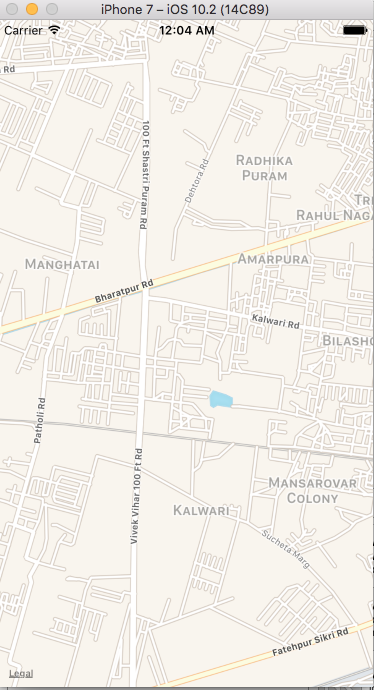 iPhone 7 – iOS 10.2 (14C89)
Carrier 12:04 AM
Rd
100 Ft Shastri Puram Rd
Dehtora Rd
RADHIKA
PURAM
RAHUL NAGA
MANGHATAI
AMARPURA
Bharatpur Rd
Kalwari Rd
BILASHG
Patholi Rd
Vivek Vihar 100 Ft Rd
MANSAROVAR
COLONY
KALWARI
Sucheta Marg
Fatehpur Sikri Rd
Legal